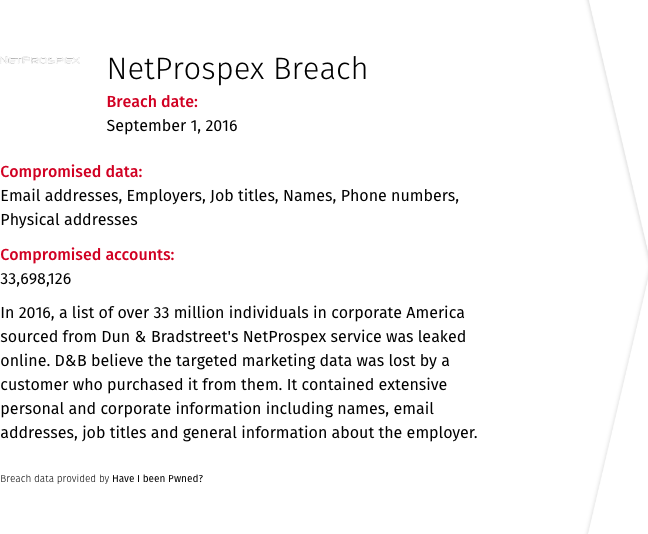 NETPROSPEX
NetProspex Breach
Breach date:
September 1, 2016
Compromised data:
Email addresses, Employers, Job titles, Names, Phone numbers,
Physical addresses
Compromised accounts:
33,698,126
In 2016, a list of over 33 million individuals in corporate America
sourced from Dun & Bradstreet's NetProspex service was leaked
online. D&B believe the targeted marketing data was lost by a
customer who purchased it from them. It contained extensive
personal and corporate information including names, email
addresses, job titles and general information about the employer.
Breach data provided by Have I been Pwned?